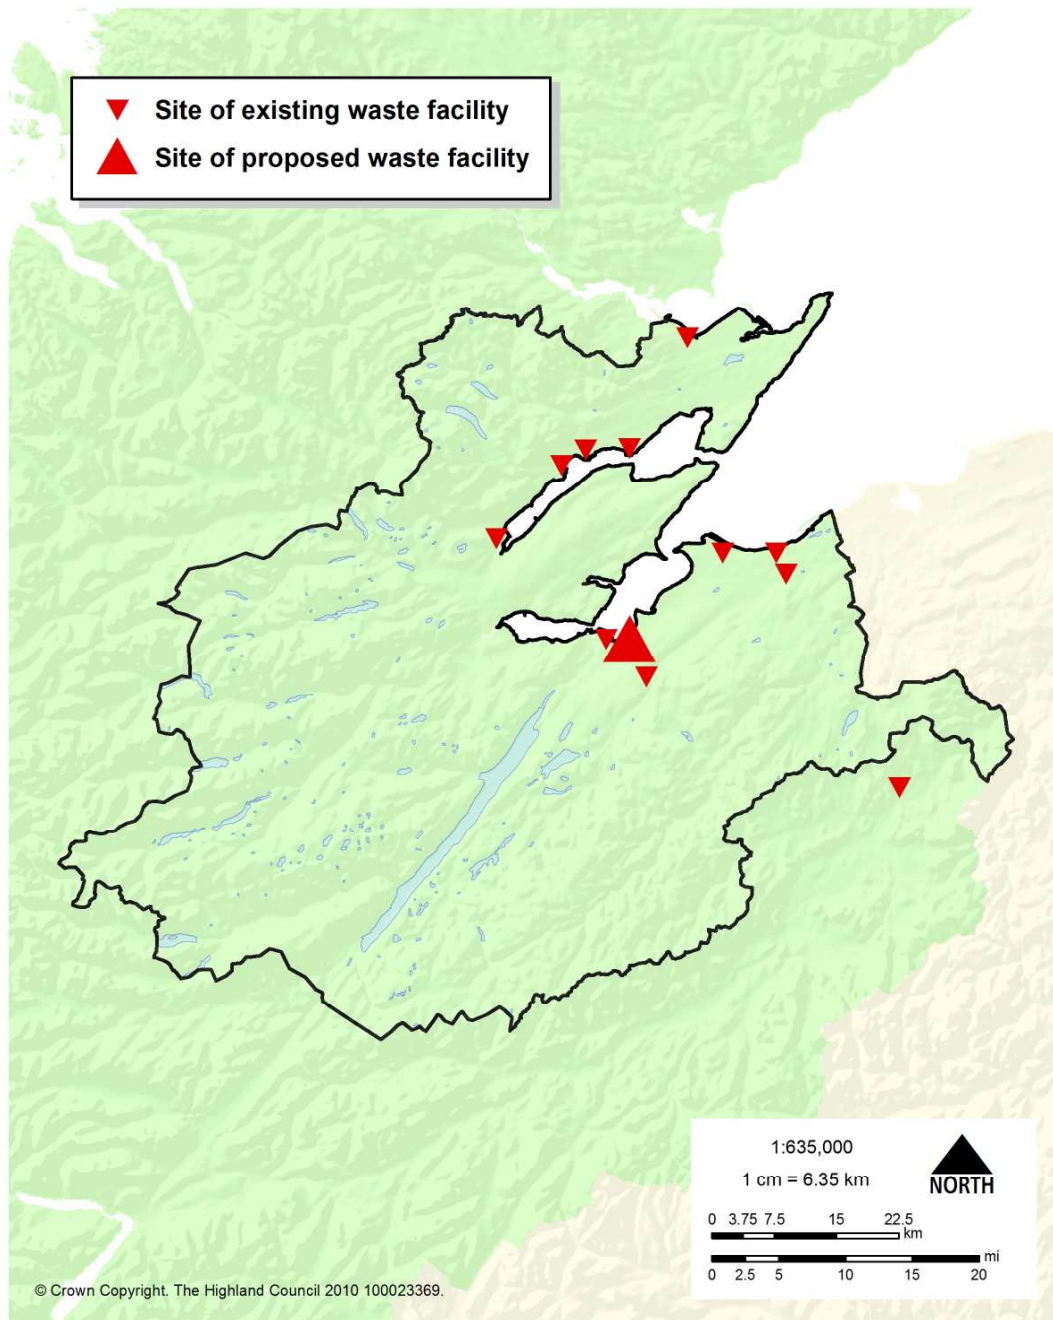 Site of existing waste facility
Site of proposed waste facility
1:635,000
1 cm = 6.35 km
NORTH
0 3.75 7.5 15 22.5
km
mi
0 2.5 5 10 15 20
© Crown Copyright. The Highland Council 2010 100023369.